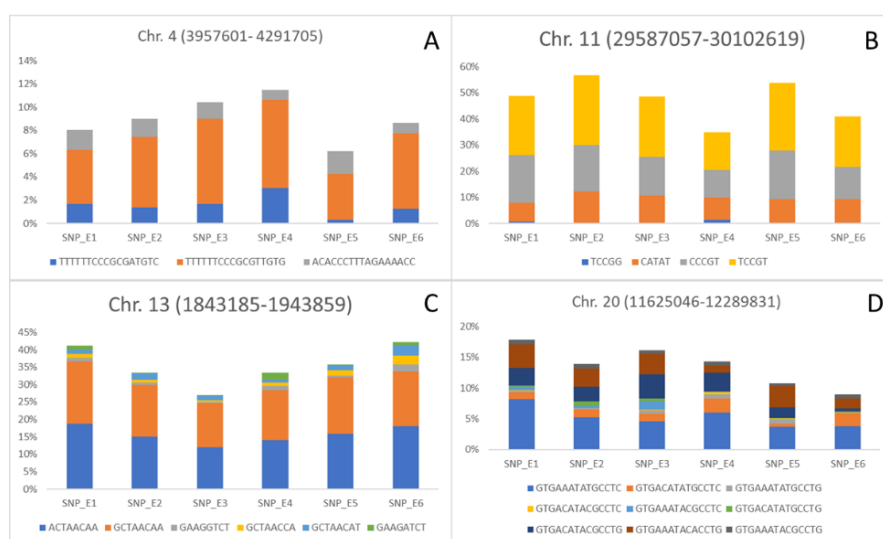 Chr. 4 (3957601- 4291705) A
14%
12%
10%
8%
6%
4%
2%
0%
SNP_E1 SNP_E2 SNP_E3 SNP_E4 SNP_E5 SNP_E6
TTTTTTCCCGCGATGTC TTTTTTCCCGCGTTGTG ACACCCTTTAGAAAACC
Chr. 11 (29587057-30102619) B
60%
50%
40%
30%
20%
10%
0%
SNP_E1 SNP_E2 SNP_E3 SNP_E4 SNP_E5 SNP_E6
TCCGG CATAT CCCGT TCCGT
Chr. 13 (1843185-1943859) C
45%
40%
35%
30%
25%
20%
15%
10%
5%
0%
SNP_E1 SNP_E2 SNP_E3 SNP_E4 SNP_E5 SNP_E6
ACTAACAA GCTAACAA GAAGGTCT GCTAACCA GCTAACAT GAAGATCT
Chr. 20 (11625046-12289831) D
20%
15%
10%
5%
0%
SNP_E1 SNP_E2 SNP_E3 SNP_E4 SNP_E5 SNP_E6
GTGAAATATGCCTC GTGACATATGCCTC GTGAAATATGCCTG
GTGACATACGCCTC GTGAAATACGCCTC GTGACATATGCCTG
GTGACATACGCCTG GTGAAATACACCTG GTGAAATACGCCTG